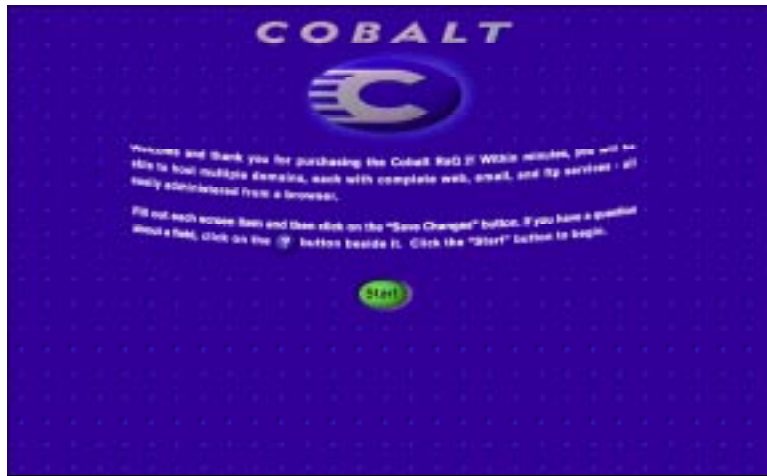 COBALT
Welcome and thank you for purchasing the Cobalt RaQ 2! Within minutes, you will be
able to host multiple domains, each with complete web, email, and ftp services - all
easily administered from a browser.
Fill out each screen item and then click on the "Save Changes" button. If you have a question
about a field, click on the ? button beside it. Click the "Start" button to begin.
Start